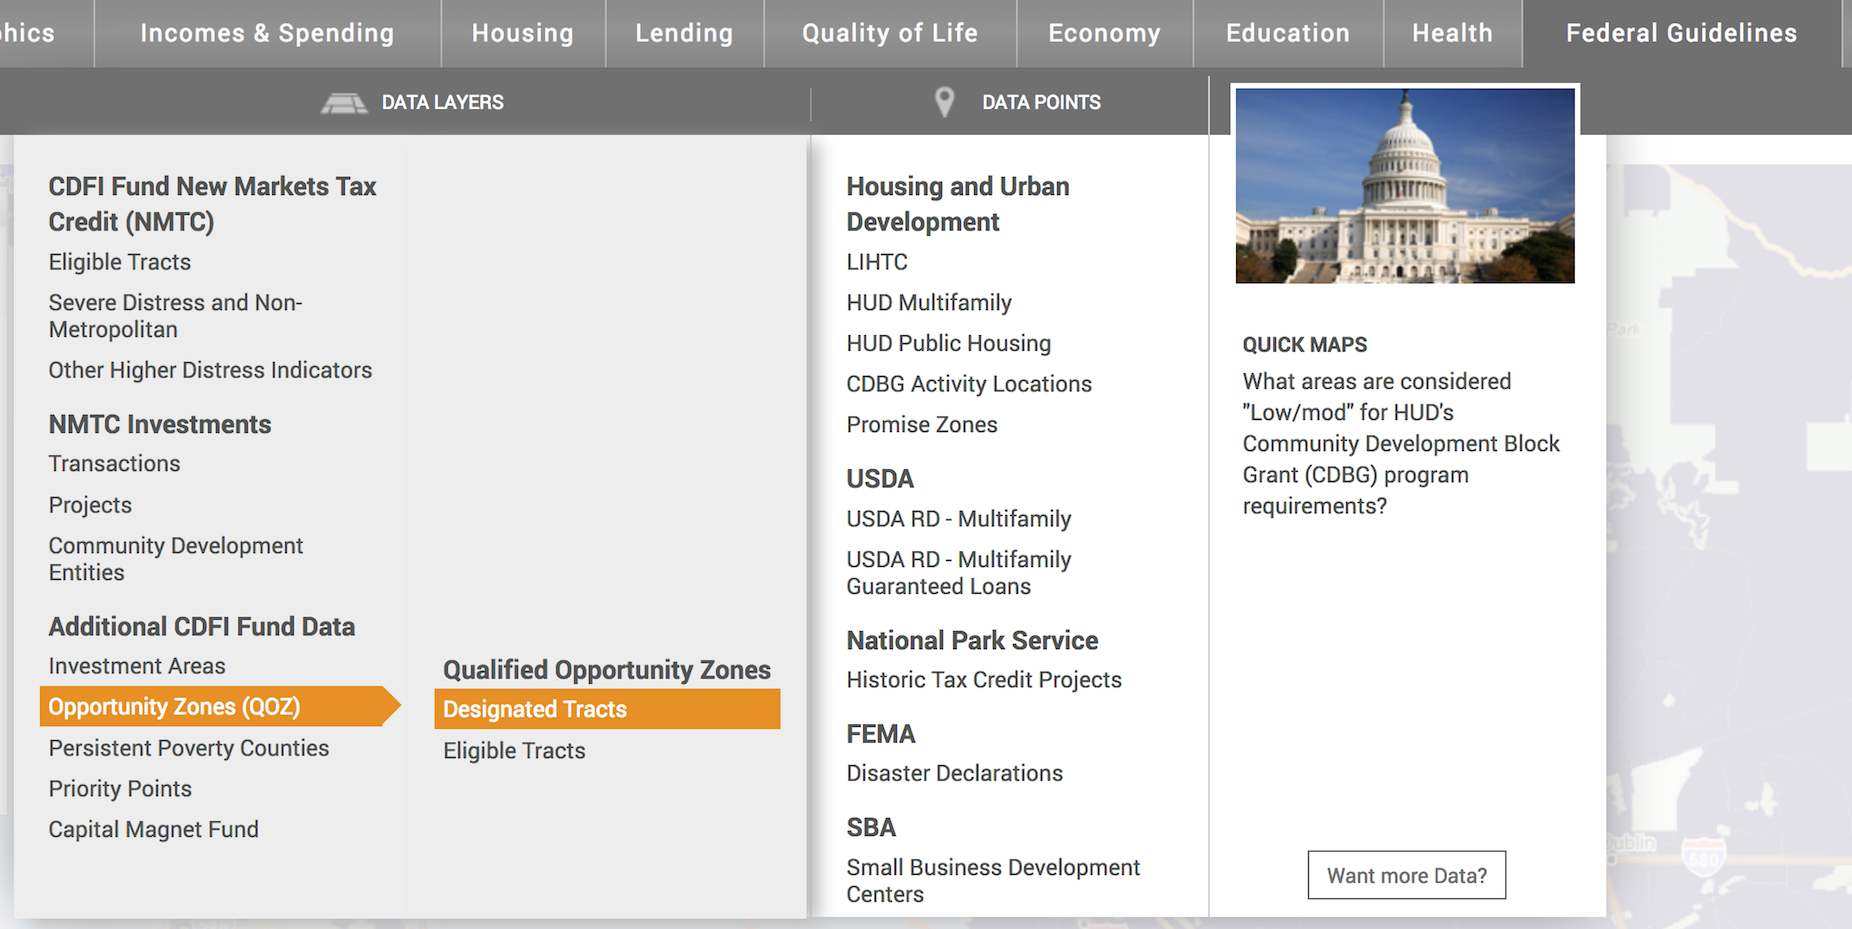 hics
Incomes & Spending
Housing
Lending
Quality of Life
Economy
Education
Health
Federal Guidelines
DATA LAYERS
DATA POINTS
CDFI Fund New Markets Tax
Credit (NMTC)
Eligible Tracts
Severe Distress and Non-
Metropolitan
Other Higher Distress Indicators
NMTC Investments
Transactions
Projects
Community Development
Entities
Additional CDFI Fund Data
Investment Areas
Opportunity Zones (QOZ)
Persistent Poverty Counties
Priority Points
Capital Magnet Fund
Qualified Opportunity Zones
Designated Tracts
Eligible Tracts
Housing and Urban
Development
LIHTC
HUD Multifamily
HUD Public Housing
CDBG Activity Locations
Promise Zones
USDA
USDA RD - Multifamily
USDA RD - Multifamily
Guaranteed Loans
National Park Service
Historic Tax Credit Projects
FEMA
Disaster Declarations
SBA
Small Business Development
Centers
QUICK MAPS
What areas are considered
"Low/mod" for HUD's
Community Development Block
Grant (CDBG) program
requirements?
Want more Data?
Park
Dublin
580